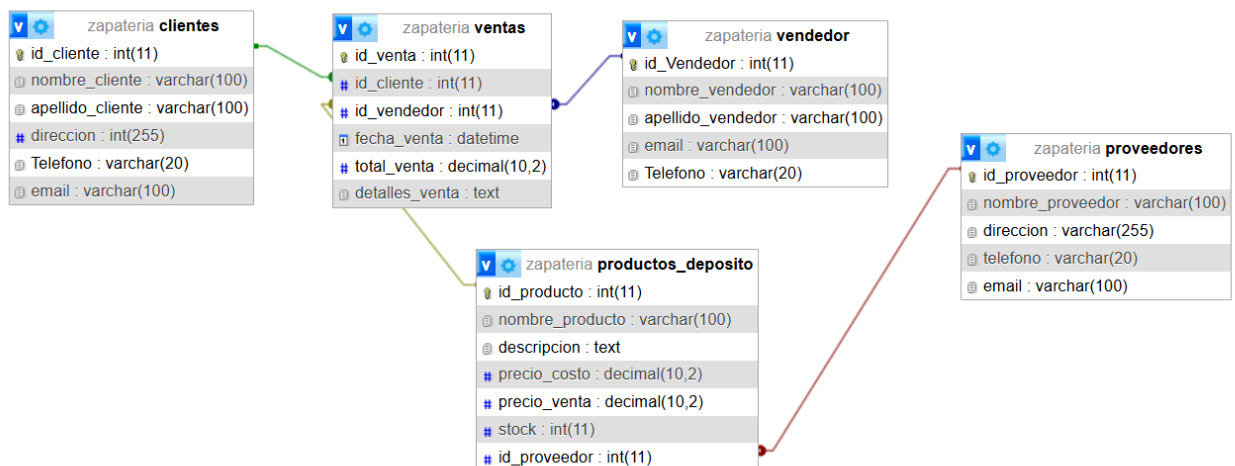 v zapateria clientes
id_cliente : int(11)
nombre_cliente : varchar(100)
apellido_cliente : varchar(100)
# direccion : int(255)
Telefono : varchar(20)
email : varchar(100)
v zapateria ventas
id_venta : int(11)
# id_cliente : int(11)
# id_vendedor : int(11)
fecha_venta : datetime
# total_venta : decimal(10,2)
detalles_venta : text
v zapateria vendedor
id_Vendedor : int(11)
nombre_vendedor : varchar(100)
apellido_vendedor : varchar(100)
email : varchar(100)
Telefono : varchar(20)
v zapateria proveedores
id_proveedor : int(11)
nombre_proveedor : varchar(100)
direccion : varchar(255)
telefono : varchar(20)
email : varchar(100)
v zapateria productos_deposito
id_producto : int(11)
nombre_producto : varchar(100)
descripcion : text
# precio_costo : decimal(10,2)
# precio_venta : decimal(10,2)
# stock : int(11)
# id_proveedor : int(11)